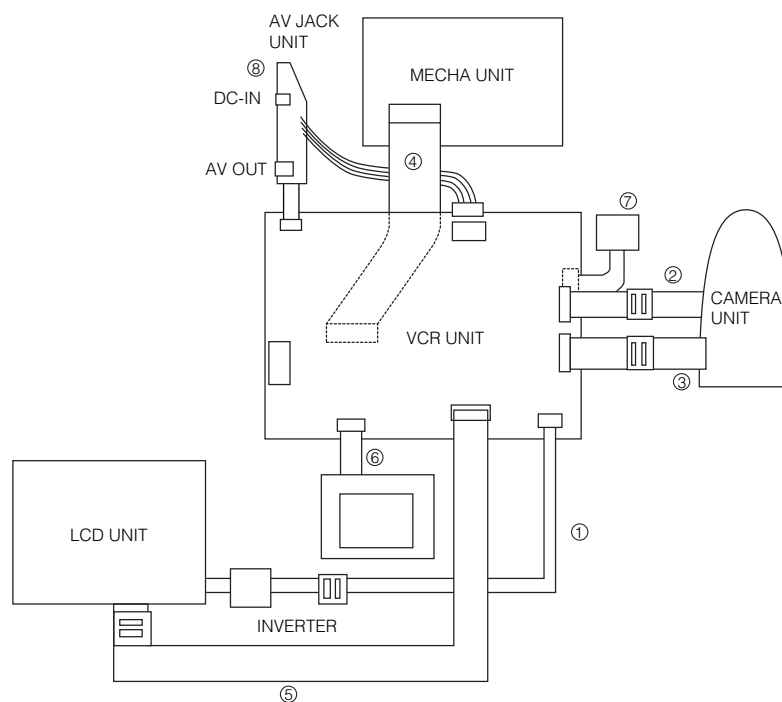 AV JACK
UNIT
⑧
DC-IN
MECHA UNIT
④
AV OUT
⑦
②
CAMERA
UNIT
VCR UNIT
③
⑥
LCD UNIT
①
INVERTER
⑤